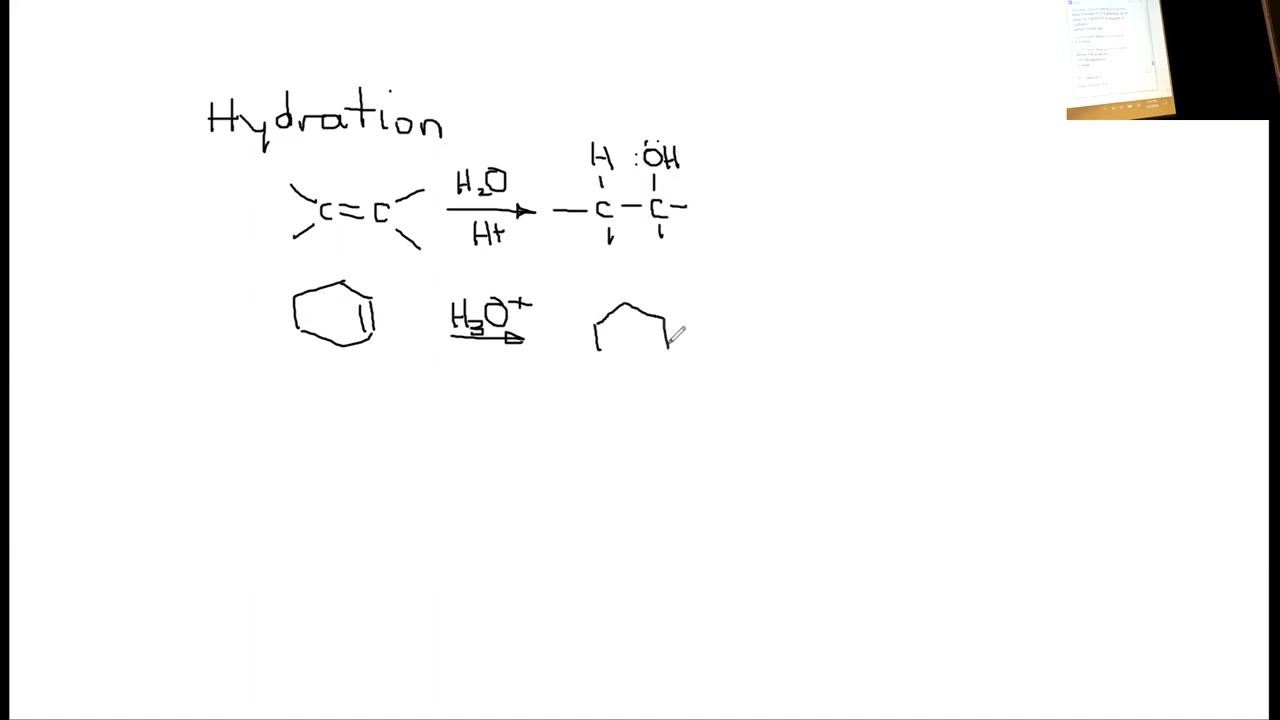 Hydration
H :ÖH
C=C H₂O C-C
H+
H₃O+